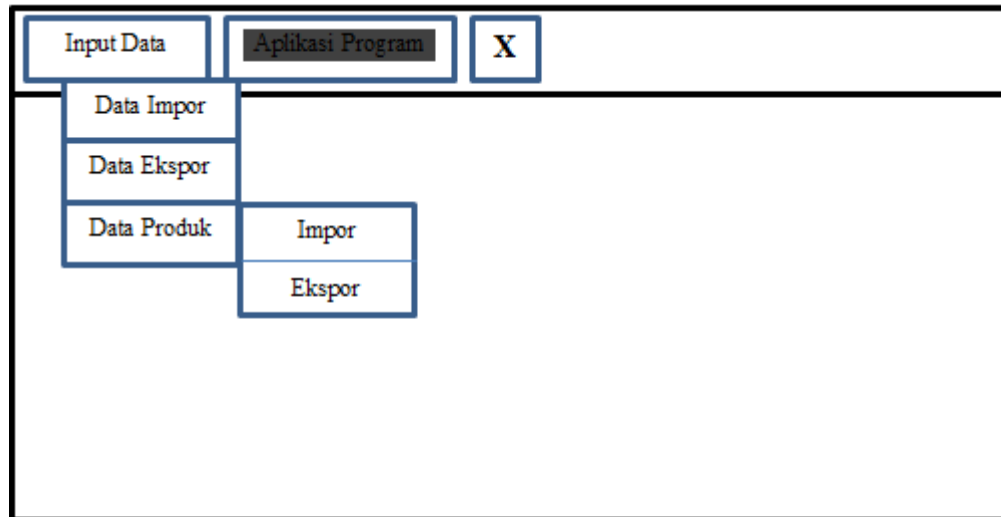 Input Data
Aplikasi Program
X
Data Impor
Data Ekspor
Data Produk
Impor
Ekspor